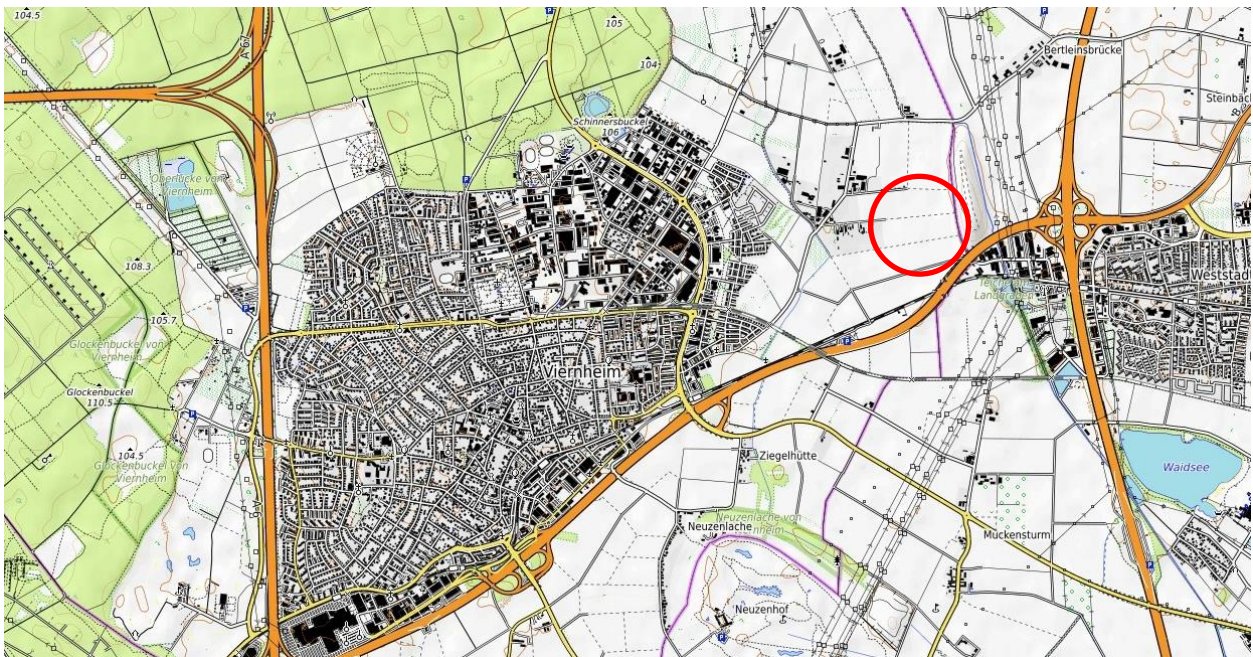 104.5
105
A 67
104
Bertleinsbrücke
Steinbach
Schinnersbuckel
106
Oberlücke von
Viernheim
108.3
105.7
Weststadt
Landgraben
Glockenbuckel von
Viernheim
Viernheim
Glockenbuckel
110.5
104.5
Glockenbuckel von
Viernheim
Ziegelhütte
Waidsee
Neuzenlache von
Viernheim
Neuzenlache
Mückensturm
Neuzenhof